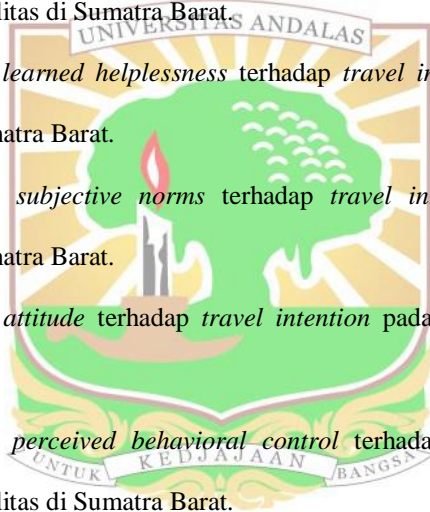 litas di Sumatra Barat.
UNIVERSITAS ANDALAS
learned helplessness terhadap travel in
matra Barat.
subjective norms terhadap travel in
matra Barat.
attitude terhadap travel intention pada
perceived behavioral control terhada
UNTUK KEDJAJAAN BANGSA
litas di Sumatra Barat.